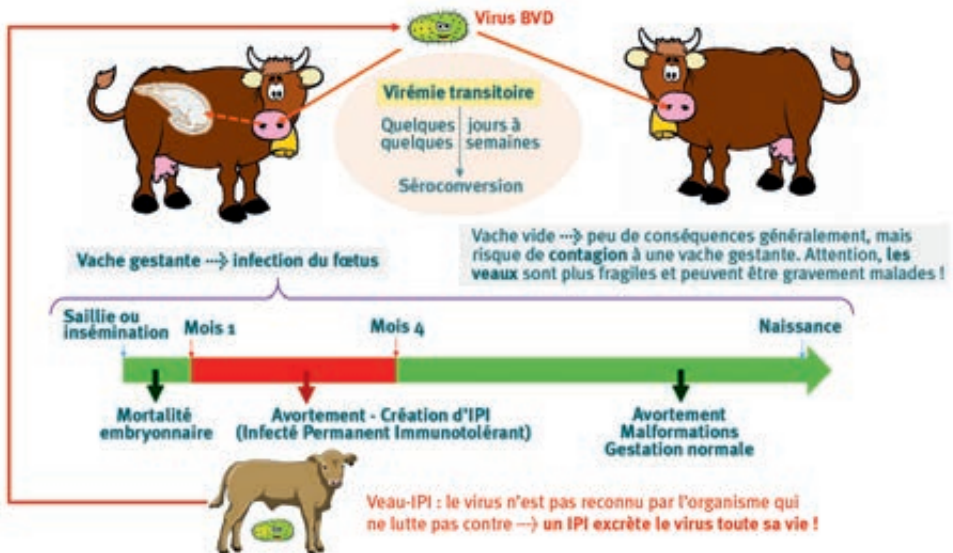 Virus BVD
Virémie transitoire
Quelques jours à
quelques semaines
Séroconversion
Vache gestante ···> infection du fœtus
Vache vide ···> peu de conséquences généralement, mais
risque de contagion à une vache gestante. Attention, les
veaux sont plus fragiles et peuvent être gravement malades !
Saillie ou
insémination
Mois 1
Mois 4
Naissance
Mortalité
embryonnaire
Avortement - Création d'IPI
(Infecté Permanent Immunotolérant)
Avortement
Malformations
Gestation normale
Veau-IPI : le virus n'est pas reconnu par l'organisme qui
ne lutte pas contre ···> un IPI excrète le virus toute sa vie !